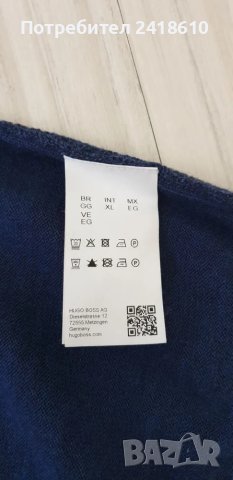 Потребител 2418610
BR INT MX
GG XL EG
VE
EG
HUGO BOSS AG
Dieselstrasse 12
72555 Metzingen
Germany
hugoboss.com
BAZAR